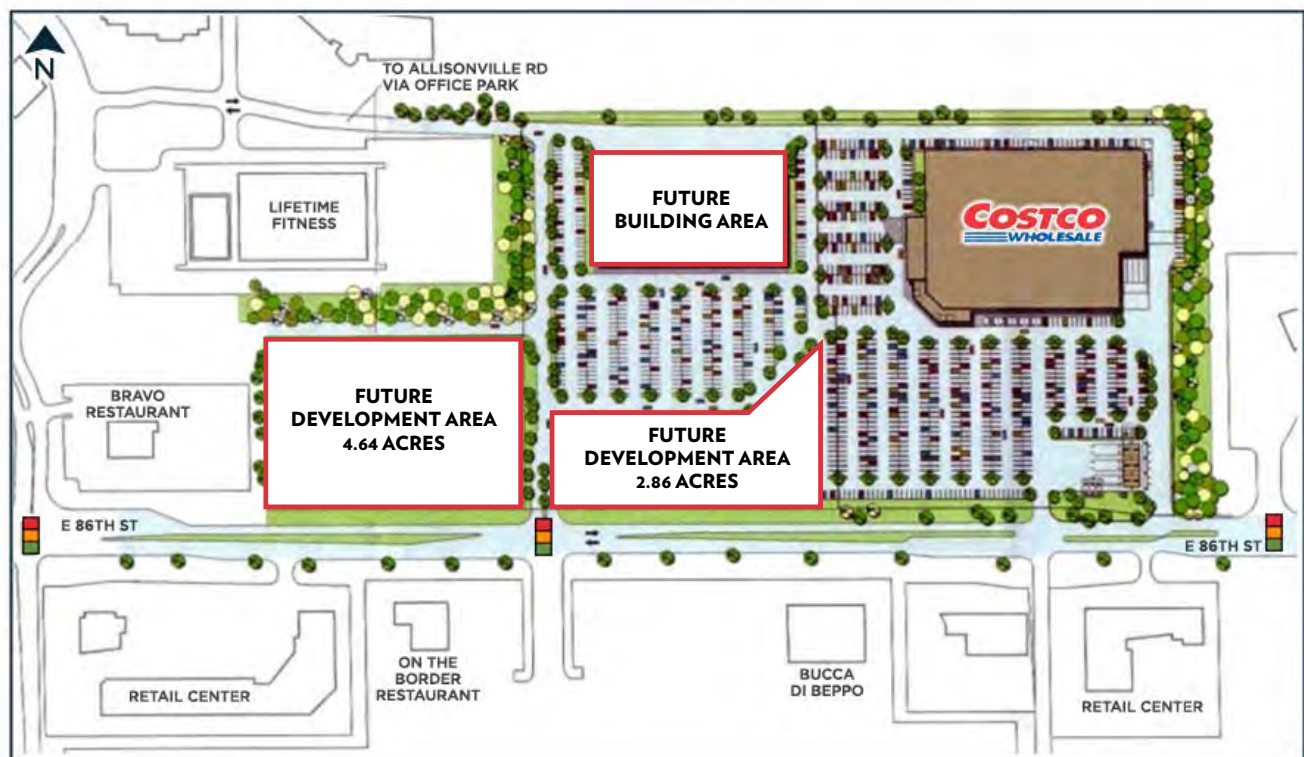 N
TO ALLISONVILLE RD
VIA OFFICE PARK
LIFETIME
FITNESS
FUTURE
BUILDING AREA
COSTCO
WHOLESALE
BRAVO
RESTAURANT
FUTURE
DEVELOPMENT AREA
4.64 ACRES
FUTURE
DEVELOPMENT AREA
2.86 ACRES
E 86TH ST
E 86TH ST
RETAIL CENTER
ON THE
BORDER
RESTAURANT
BUCCA
DI BEPPO
RETAIL CENTER